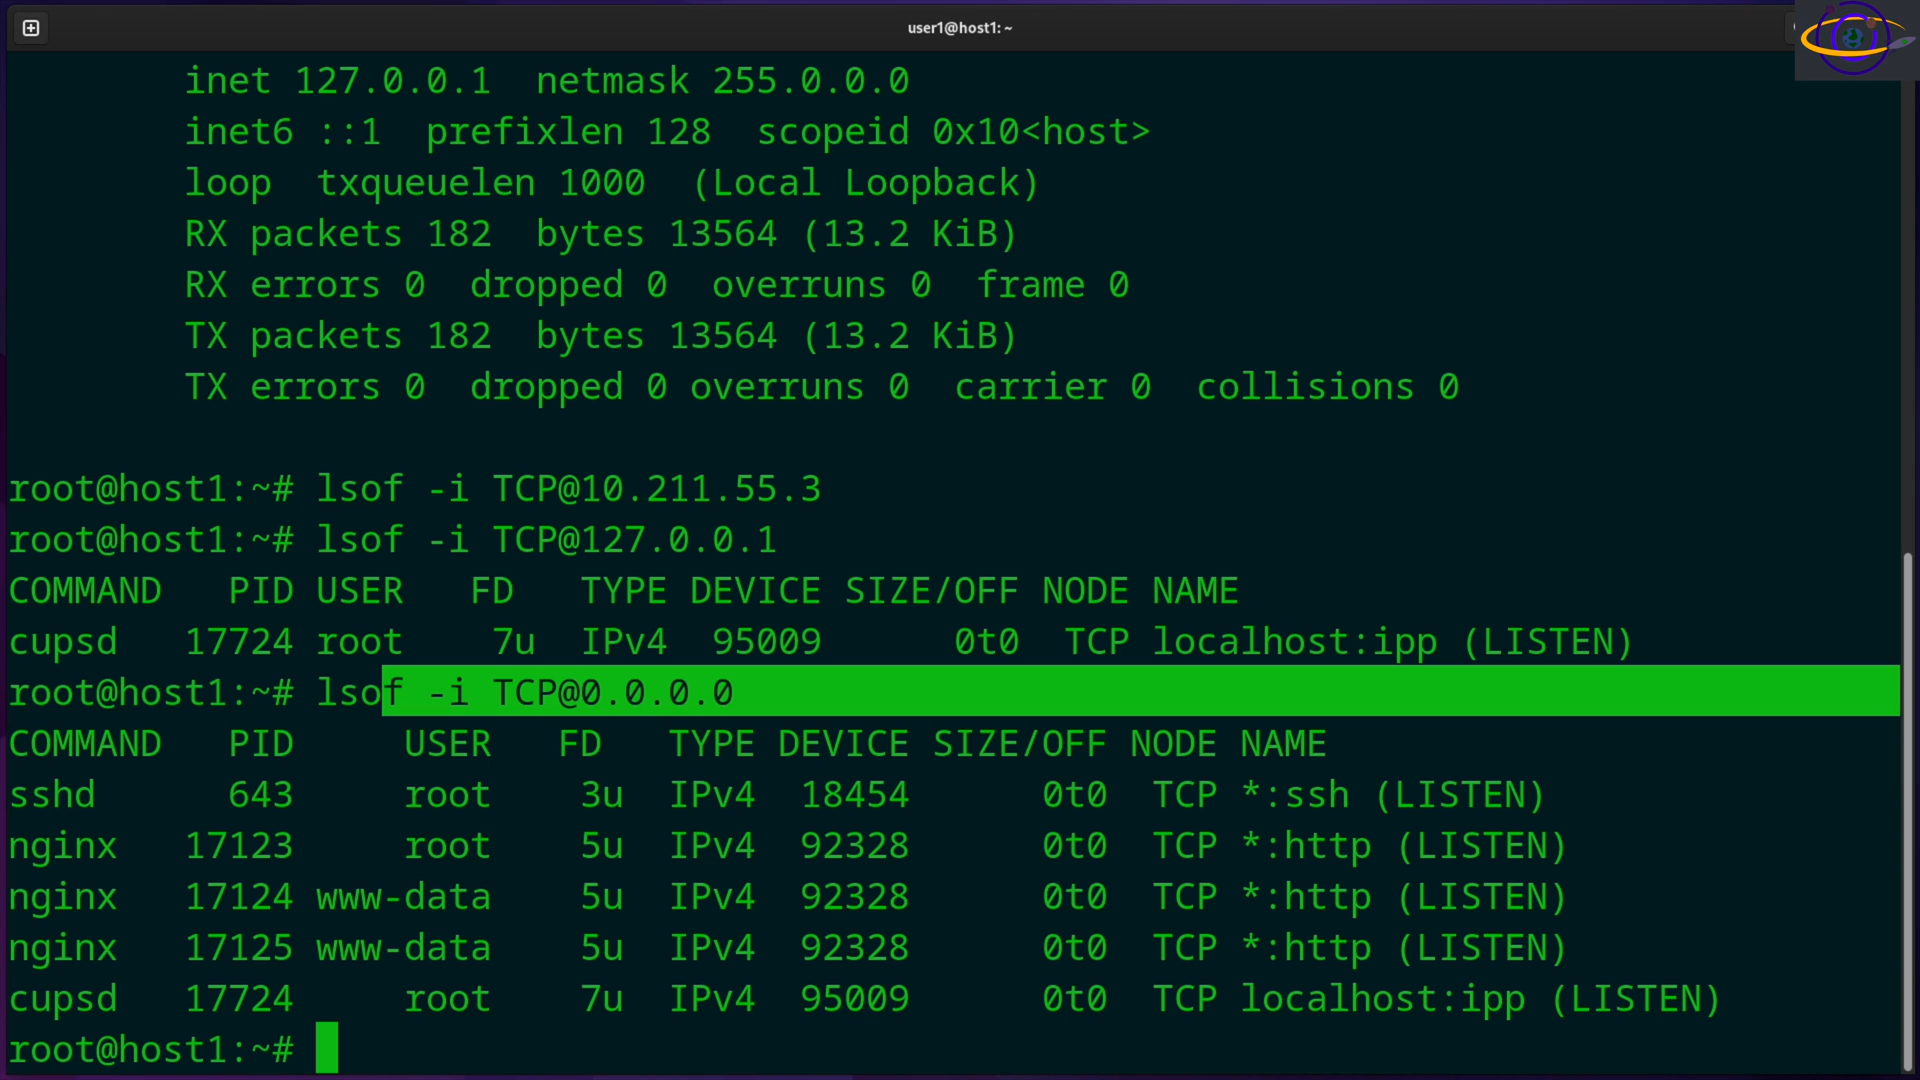 user1@host1: ~
inet 127.0.0.1  netmask 255.0.0.0
inet6 ::1  prefixlen 128  scopeid 0x10<host>
loop  txqueuelen 1000  (Local Loopback)
RX packets 182  bytes 13564 (13.2 KiB)
RX errors 0  dropped 0  overruns 0  frame 0
TX packets 182  bytes 13564 (13.2 KiB)
TX errors 0  dropped 0 overruns 0  carrier 0  collisions 0
root@host1:~# lsof -i TCP@10.211.55.3
root@host1:~# lsof -i TCP@127.0.0.1
COMMAND   PID USER   FD   TYPE DEVICE SIZE/OFF NODE NAME
cupsd   17724 root    7u  IPv4  95009      0t0  TCP localhost:ipp (LISTEN)
root@host1:~# lsof -i TCP@0.0.0.0
COMMAND   PID     USER   FD   TYPE DEVICE SIZE/OFF NODE NAME
sshd      643     root    3u  IPv4  18454      0t0  TCP *:ssh (LISTEN)
nginx   17123     root    5u  IPv4  92328      0t0  TCP *:http (LISTEN)
nginx   17124 www-data    5u  IPv4  92328      0t0  TCP *:http (LISTEN)
nginx   17125 www-data    5u  IPv4  92328      0t0  TCP *:http (LISTEN)
cupsd   17724     root    7u  IPv4  95009      0t0  TCP localhost:ipp (LISTEN)
root@host1:~#